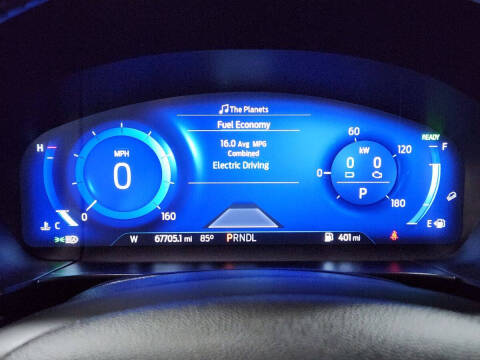 The Planets
Fuel Economy
16.0 Avg MPG
Combined
Electric Driving
H
MPH
0
C
0
160
60
kW
0
120
0 0
P
180
READY
F
E
W 67705.1 mi 85° PRNDL 401 mi